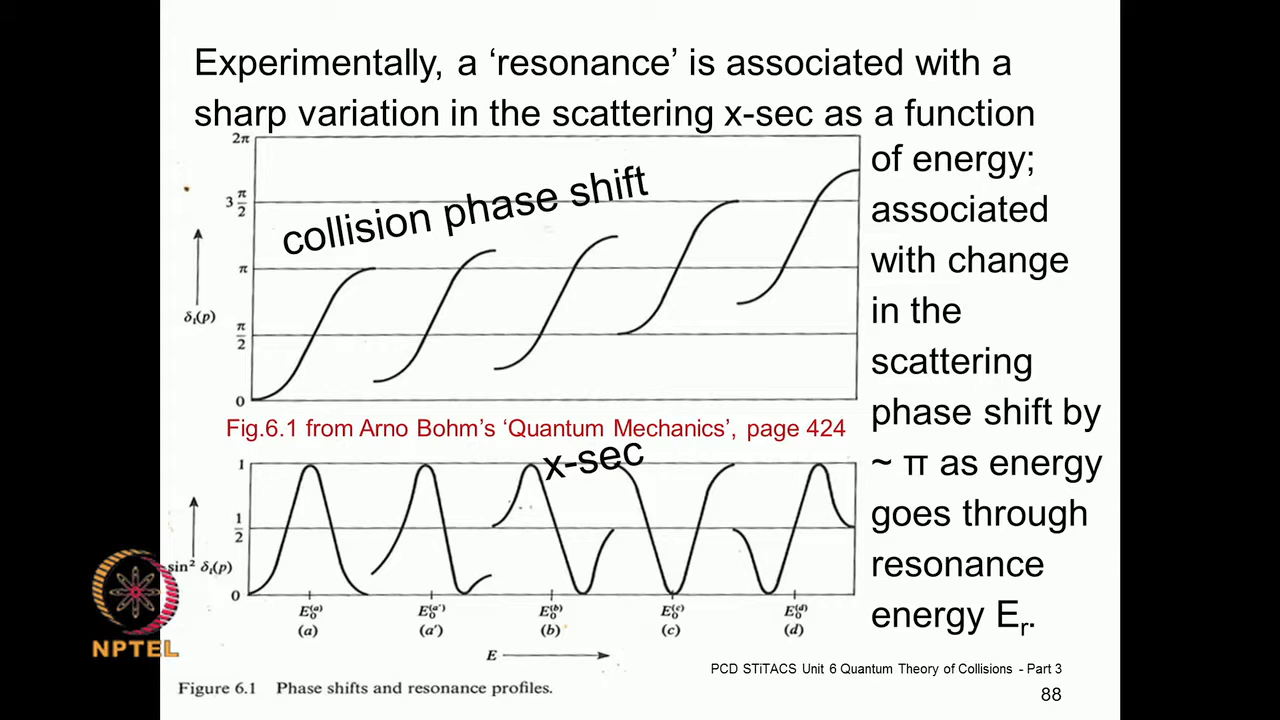 Experimentally, a ‘resonance’ is associated with a
sharp variation in the scattering x-sec as a function
of energy;
associated
with change
in the
scattering
phase shift by
~ π as energy
goes through
resonance
energy Er.
collision phase shift
2π
3 π/2
π
π/2
0
δₗ(p)
Fig.6.1 from Arno Bohm’s ‘Quantum Mechanics’, page 424
x-sec
1
1/2
sin² δₗ(p)
0
E₀⁽ᵃ⁾ E₀⁽ᵃ′⁾ E₀⁽ᵇ⁾ E₀⁽ᶜ⁾ E₀⁽ᵈ⁾
(a) (a′) (b) (c) (d)
E
NPTEL
PCD STiTACS Unit 6 Quantum Theory of Collisions - Part 3
Figure 6.1 Phase shifts and resonance profiles.
88